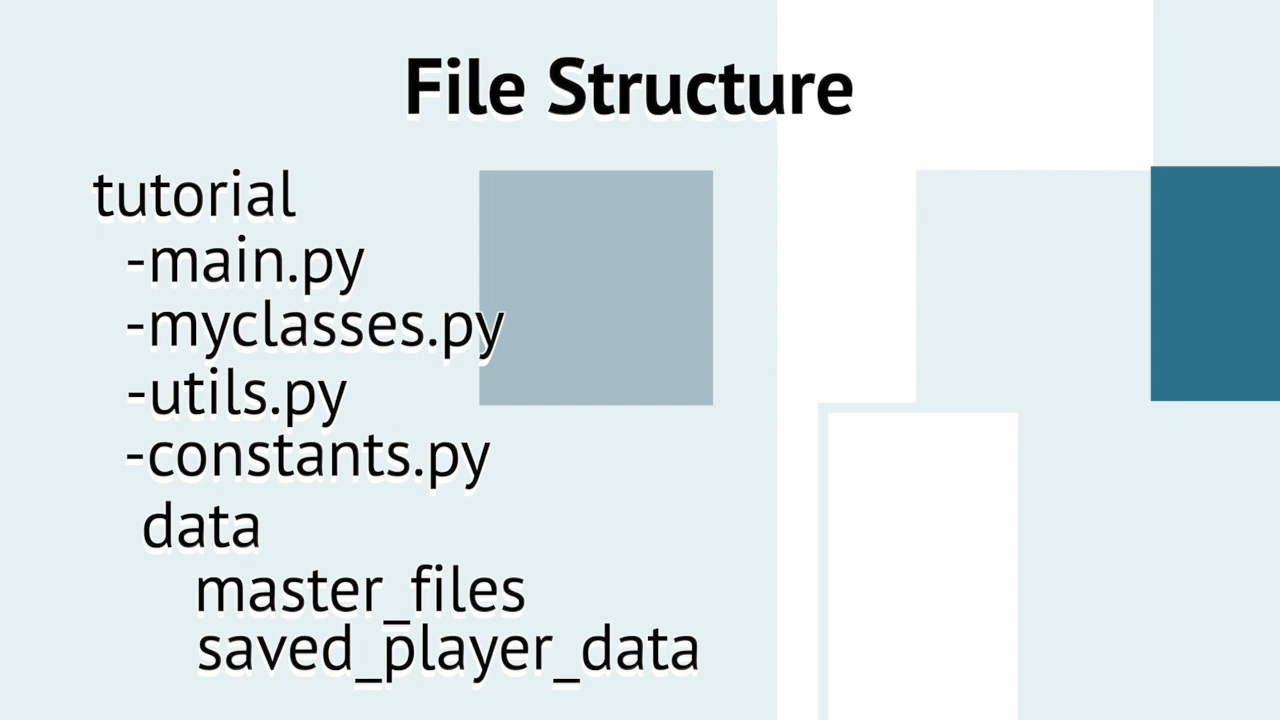 File Structure
tutorial
-main.py
-myclasses.py
-utils.py
-constants.py
data
master_files
saved_player_data